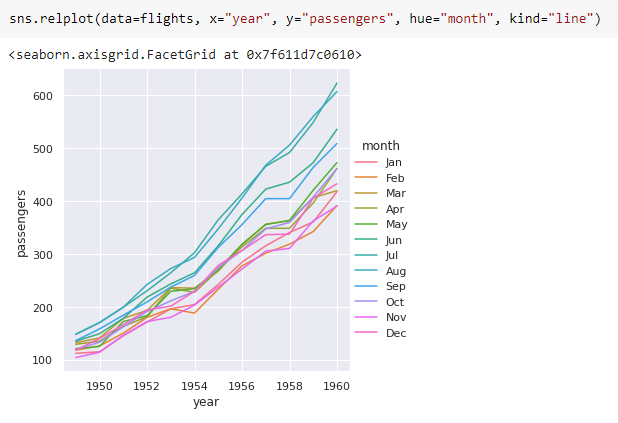 sns.relplot(data=flights, x="year", y="passengers", hue="month", kind="line")
<seaborn.axisgrid.FacetGrid at 0x7f611d7c0610>
600
500
400
300
200
100
passengers
1950 1952 1954 1956 1958 1960
year
month
Jan
Feb
Mar
Apr
May
Jun
Jul
Aug
Sep
Oct
Nov
Dec